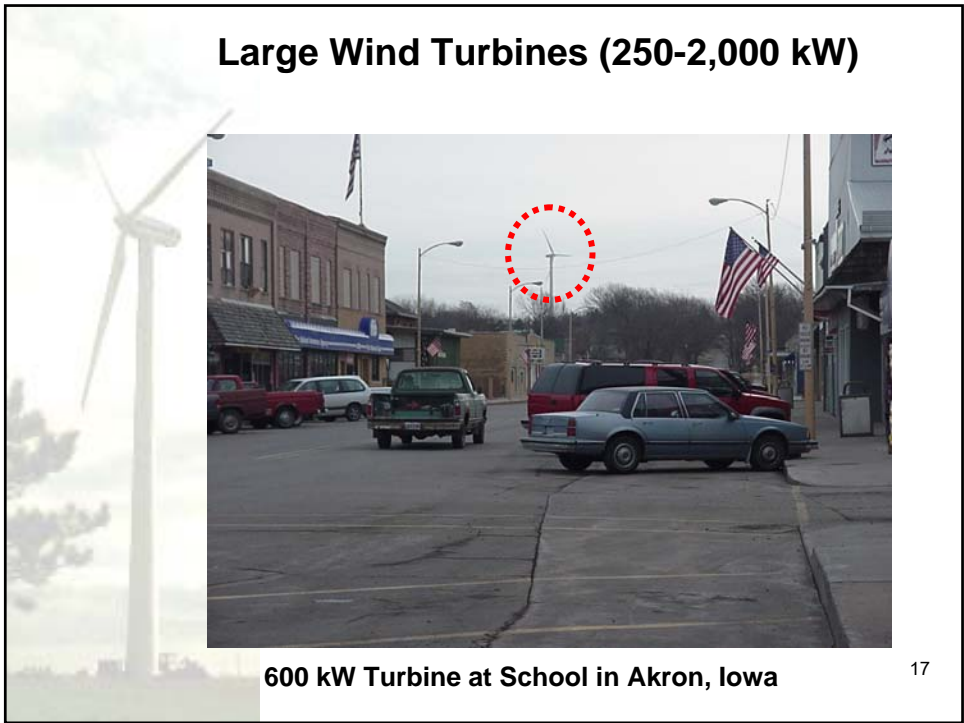 Large Wind Turbines (250-2,000 kW)
600 kW Turbine at School in Akron, Iowa
17